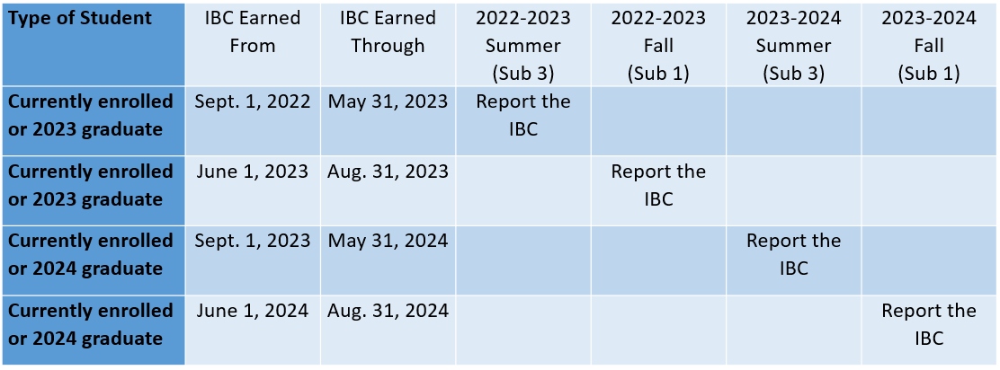 Type of Student
IBC Earned From
IBC Earned Through
2022-2023 Summer (Sub 3)
2022-2023 Fall (Sub 1)
2023-2024 Summer (Sub 3)
2023-2024 Fall (Sub 1)
Currently enrolled or 2023 graduate
Sept. 1, 2022
May 31, 2023
Report the IBC
Currently enrolled or 2023 graduate
June 1, 2023
Aug. 31, 2023
Report the IBC
Currently enrolled or 2024 graduate
Sept. 1, 2023
May 31, 2024
Report the IBC
Currently enrolled or 2024 graduate
June 1, 2024
Aug. 31, 2024
Report the IBC